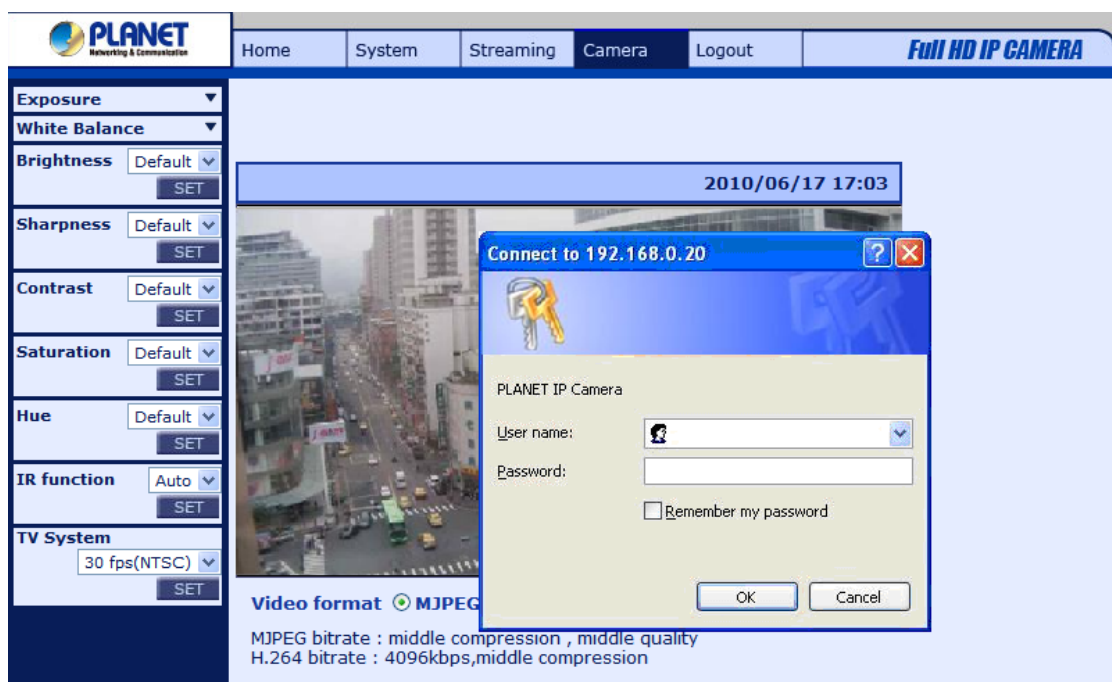 PLANET
Networking & Communication
Home System Streaming Camera Logout
Full HD IP CAMERA
Exposure
White Balance
Brightness Default
SET
Sharpness Default
SET
Contrast Default
SET
Saturation Default
SET
Hue Default
SET
IR function Auto
SET
TV System
30 fps(NTSC)
SET
2010/06/17 17:03
Connect to 192.168.0.20
PLANET IP Camera
User name:
Password:
Remember my password
OK Cancel
Video format MJPEG
MJPEG bitrate : middle compression , middle quality
H.264 bitrate : 4096kbps,middle compression